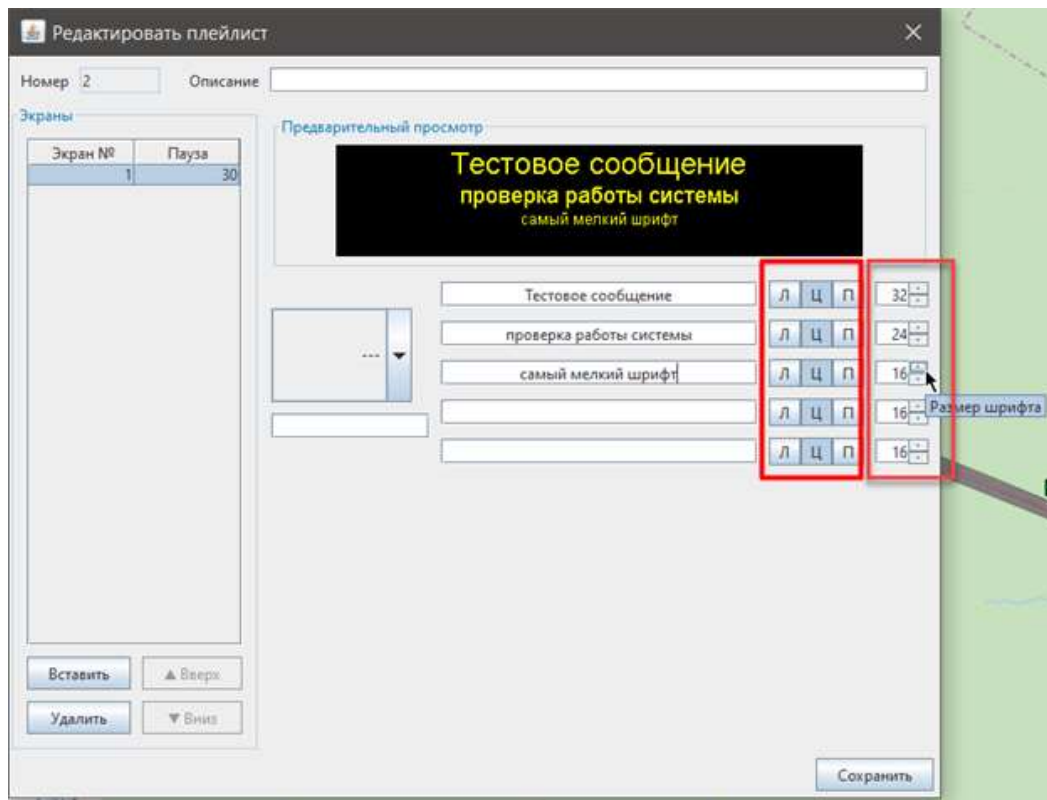 Редактировать плейлист
Номер 2 Описание
Экраны
Предварительный просмотр
Экран № Пауза
1 30
Тестовое сообщение
проверка работы системы
самый мелкий шрифт
Тестовое сообщение Л Ц П 32
проверка работы системы Л Ц П 24
--- самый мелкий шрифт Л Ц П 16
Размер шрифта
Л Ц П 16
Л Ц П 16
Вставить ▲ Вверх
Удалить ▼ Вниз
Сохранить